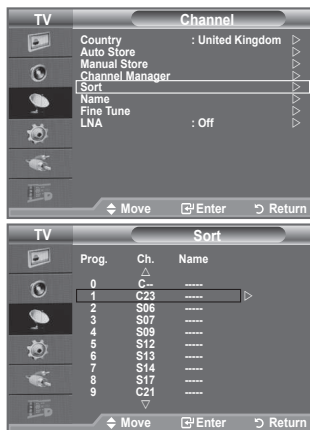 TV Channel
Country : United Kingdom ▷
Auto Store ▷
Manual Store ▷
Channel Manager ▷
Sort ▷
Name ▷
Fine Tune ▷
LNA : Off ▷
Move Enter Return
TV Sort
Prog. Ch. Name
0 C-- -----
1 C23 ----- ▷
2 S06 -----
3 S07 -----
4 S09 -----
5 S12 -----
6 S13 -----
7 S14 -----
8 S17 -----
9 C21 -----
Move Enter Return